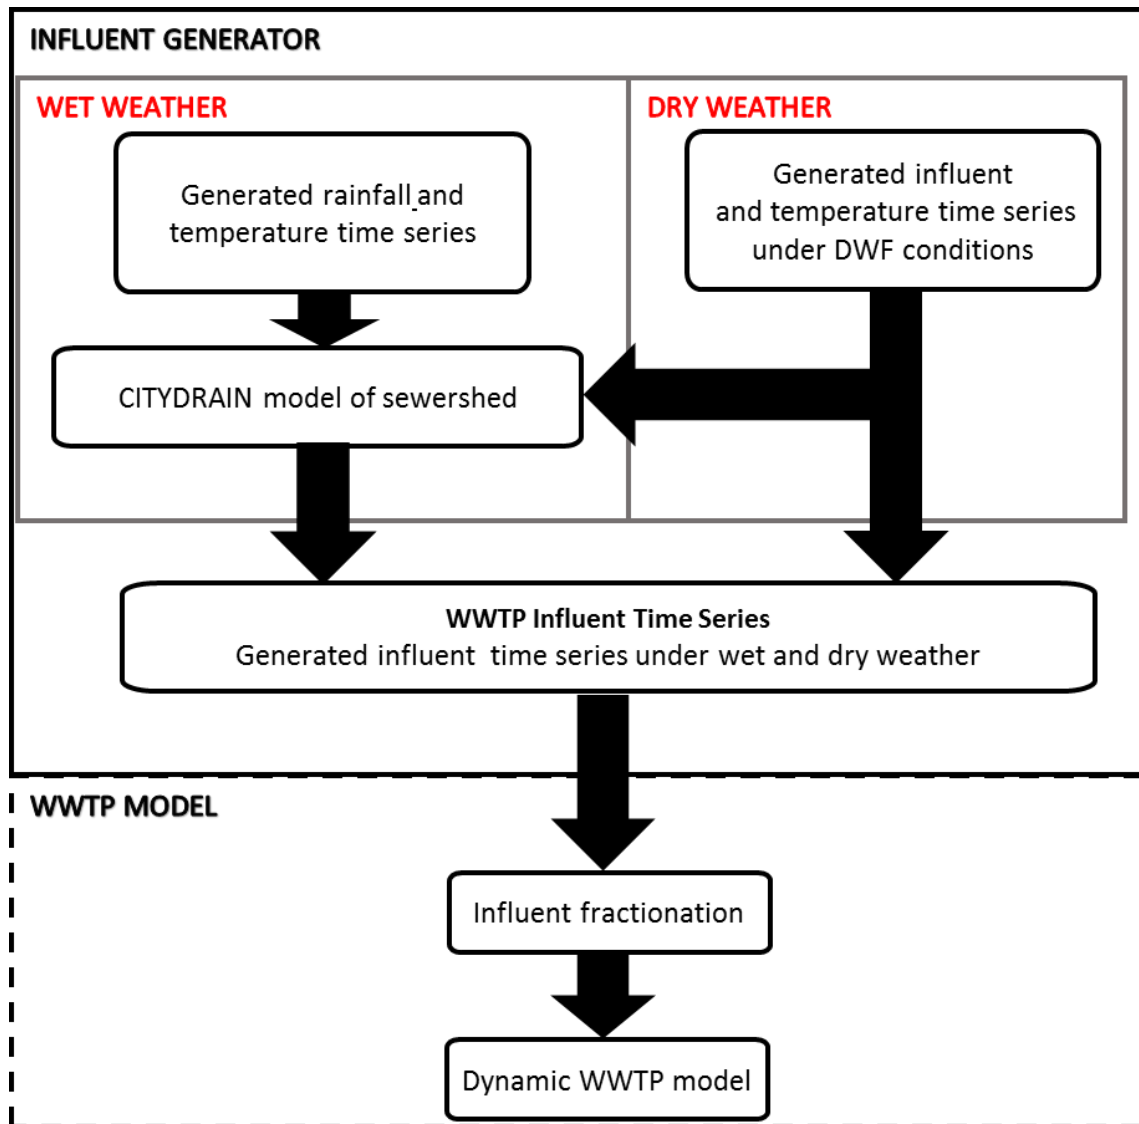 INFLUENT GENERATOR
WET WEATHER
Generated rainfall and
temperature time series
CITYDRAIN model of sewershed
DRY WEATHER
Generated influent
and temperature time series
under DWF conditions
WWTP Influent Time Series
Generated influent time series under wet and dry weather
WWTP MODEL
Influent fractionation
Dynamic WWTP model